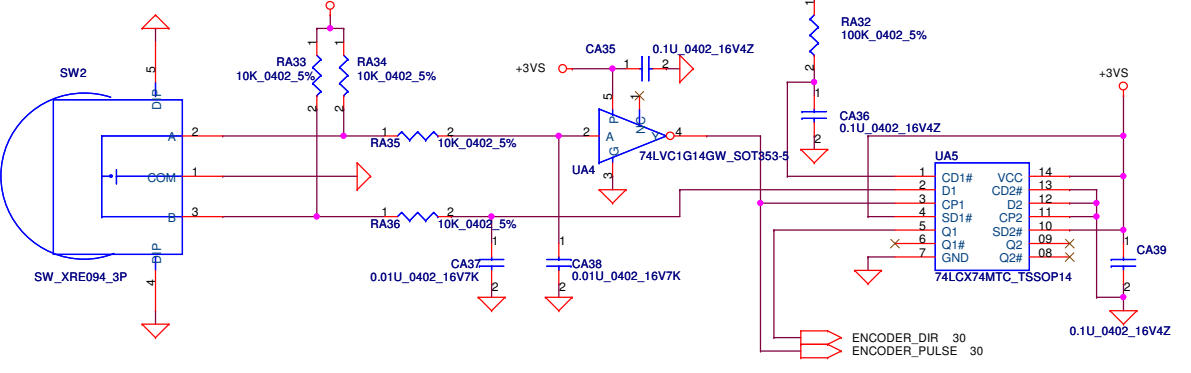 RA32
100K_0402_5%
1
2
CA36
0.1U_0402_16V4Z
1
2
SW2
SW_XRE094_3P
DIP
5
A
2
COM
1
B
3
DIP
4
RA33
10K_0402_5%
1
2
RA34
10K_0402_5%
1
2
RA35
10K_0402_5%
1
2
RA36
10K_0402_5%
1
2
CA37
0.01U_0402_16V7K
1
2
CA38
0.01U_0402_16V7K
1
2
+3VS
CA35
0.1U_0402_16V4Z
1
2
UA4
74LVC1G14GW_SOT353-5
5
P
1
NC
2
A
Y
4
G
3
+3VS
UA5
1 CD1# VCC 14
2 D1 CD2# 13
3 CP1 D2 12
4 SD1# CP2 11
5 Q1 SD2# 10
6 Q1# Q2 09
7 GND Q2# 08
74LCX74MTC_TSSOP14
CA39
1
2
0.1U_0402_16V4Z
ENCODER_DIR 30
ENCODER_PULSE 30